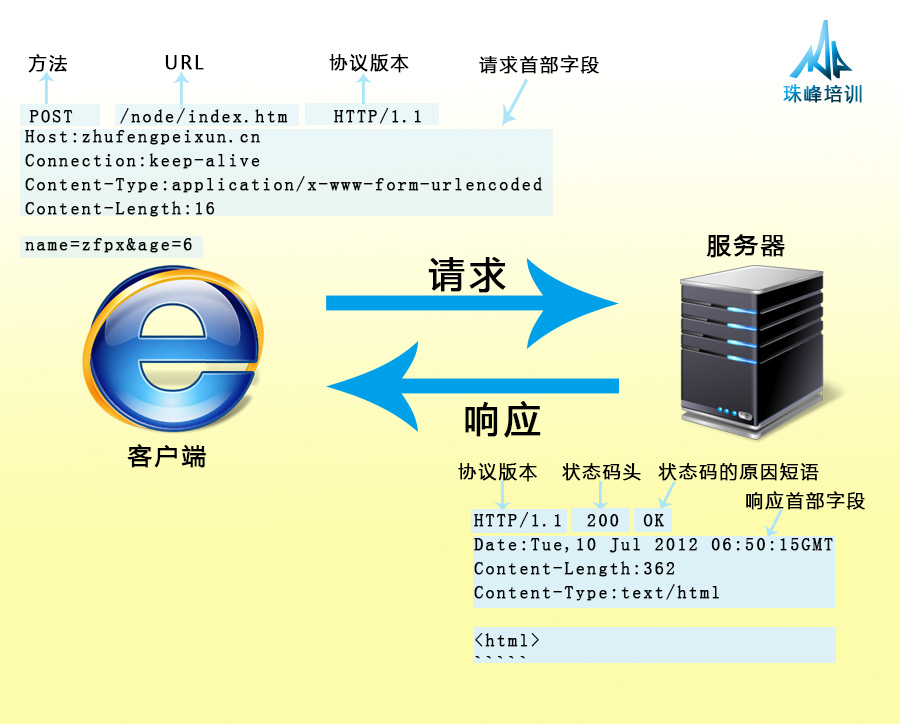 方法 URL 协议版本 请求首部字段
珠峰培训
POST /node/index.htm HTTP/1.1
Host:zhufengpeixun.cn
Connection:keep-alive
Content-Type:application/x-www-form-urlencoded
Content-Length:16
name=zfpx&age=6
请求
服务器
响应
客户端
协议版本 状态码头 状态码的原因短语
响应首部字段
HTTP/1.1 200 OK
Date:Tue,10 Jul 2012 06:50:15GMT
Content-Length:362
Content-Type:text/html
<html>
`````